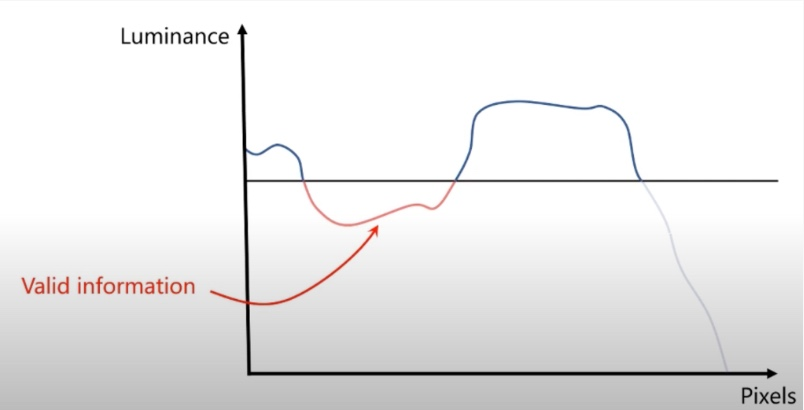 Luminance
Valid information
Pixels